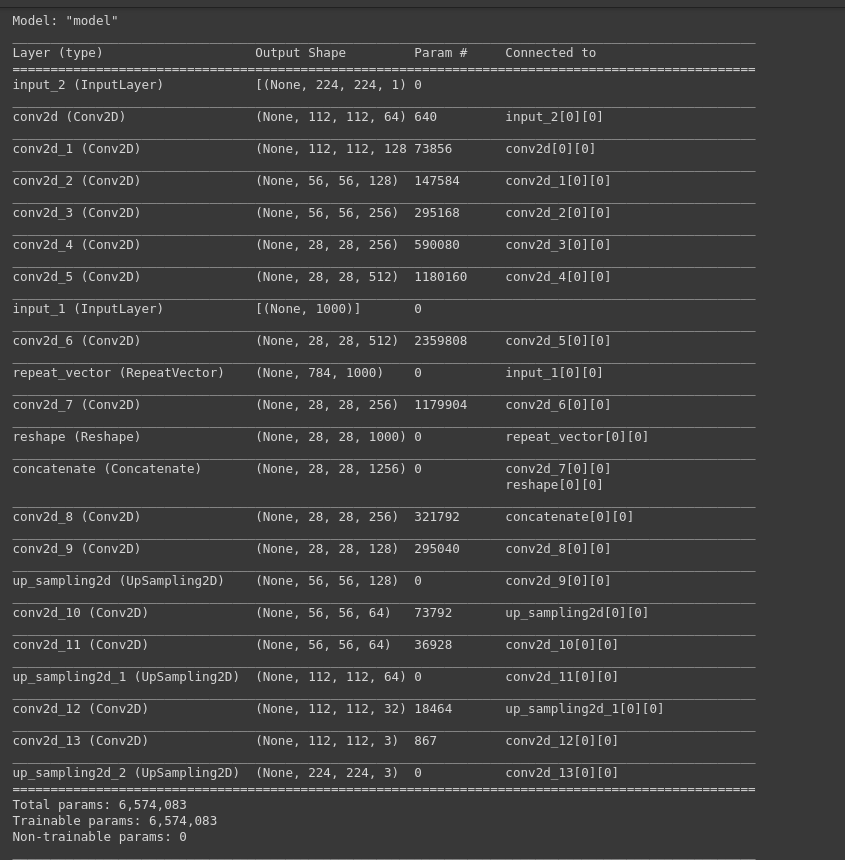 Model: "model"
Layer (type) Output Shape Param # Connected to
input_2 (InputLayer) [(None, 224, 224, 1) 0
conv2d (Conv2D) (None, 112, 112, 64) 640 input_2[0][0]
conv2d_1 (Conv2D) (None, 112, 112, 128 73856 conv2d[0][0]
conv2d_2 (Conv2D) (None, 56, 56, 128) 147584 conv2d_1[0][0]
conv2d_3 (Conv2D) (None, 56, 56, 256) 295168 conv2d_2[0][0]
conv2d_4 (Conv2D) (None, 28, 28, 256) 590080 conv2d_3[0][0]
conv2d_5 (Conv2D) (None, 28, 28, 512) 1180160 conv2d_4[0][0]
input_1 (InputLayer) [(None, 1000)] 0
conv2d_6 (Conv2D) (None, 28, 28, 512) 2359808 conv2d_5[0][0]
repeat_vector (RepeatVector) (None, 784, 1000) 0 input_1[0][0]
conv2d_7 (Conv2D) (None, 28, 28, 256) 1179904 conv2d_6[0][0]
reshape (Reshape) (None, 28, 28, 1000) 0 repeat_vector[0][0]
concatenate (Concatenate) (None, 28, 28, 1256) 0 conv2d_7[0][0]
reshape[0][0]
conv2d_8 (Conv2D) (None, 28, 28, 256) 321792 concatenate[0][0]
conv2d_9 (Conv2D) (None, 28, 28, 128) 295040 conv2d_8[0][0]
up_sampling2d (UpSampling2D) (None, 56, 56, 128) 0 conv2d_9[0][0]
conv2d_10 (Conv2D) (None, 56, 56, 64) 73792 up_sampling2d[0][0]
conv2d_11 (Conv2D) (None, 56, 56, 64) 36928 conv2d_10[0][0]
up_sampling2d_1 (UpSampling2D) (None, 112, 112, 64) 0 conv2d_11[0][0]
conv2d_12 (Conv2D) (None, 112, 112, 32) 18464 up_sampling2d_1[0][0]
conv2d_13 (Conv2D) (None, 112, 112, 3) 867 conv2d_12[0][0]
up_sampling2d_2 (UpSampling2D) (None, 224, 224, 3) 0 conv2d_13[0][0]
Total params: 6,574,083
Trainable params: 6,574,083
Non-trainable params: 0